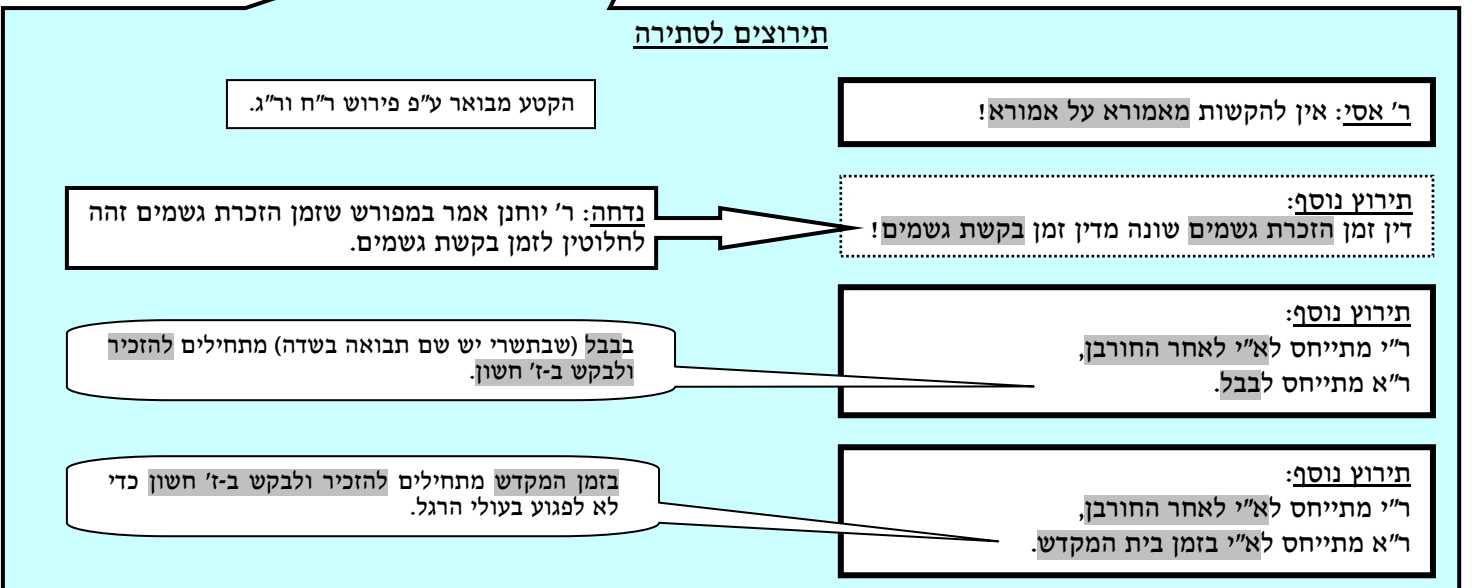 תירוצים לסתירה
הקטע מבואר ע"פ פירוש ר"ח ור"ג.
ר' אסי: אין להקשות מאמורא על אמורא!
תירוץ נוסף:
דין זמן הזכרת גשמים שונה מדין זמן בקשת גשמים!
נדחה: ר' יוחנן אמר במפורש שזמן הזכרת גשמים זהה
לחלוטין לזמן בקשת גשמים.
תירוץ נוסף:
ר"י מתייחס לא"י לאחר החורבן,
ר"א מתייחס לבבל.
בבבל (שבתשרי יש שם תבואה בשדה) מתחילים להזכיר
ולבקש ב-ז' חשון.
תירוץ נוסף:
ר"י מתייחס לא"י לאחר החורבן,
ר"א מתייחס לא"י בזמן בית המקדש.
בזמן המקדש מתחילים להזכיר ולבקש ב-ז' חשון כדי
לא לפגוע בעולי הרגל.